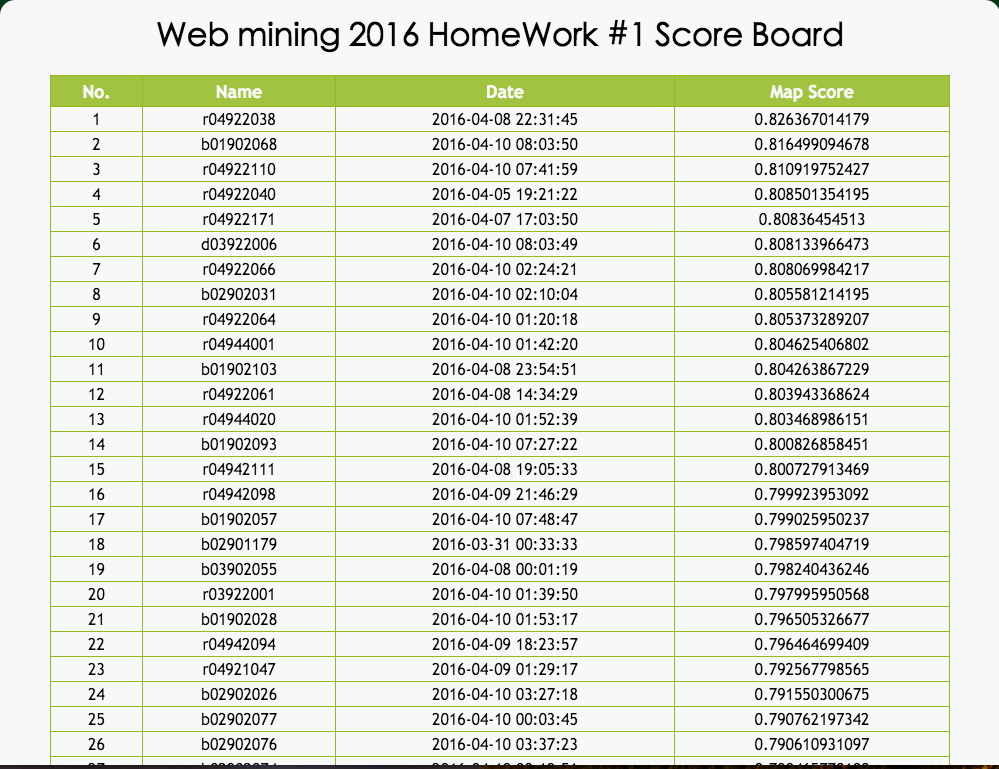 Web mining 2016 HomeWork #1 Score Board
No. Name Date Map Score
1 r04922038 2016-04-08 22:31:45 0.826367014179
2 b01902068 2016-04-10 08:03:50 0.816499094678
3 r04922110 2016-04-10 07:41:59 0.810919752427
4 r04922040 2016-04-05 19:21:22 0.808501354195
5 r04922171 2016-04-07 17:03:50 0.80836454513
6 d03922006 2016-04-10 08:03:49 0.808133966473
7 r04922066 2016-04-10 02:24:21 0.808069984217
8 b02902031 2016-04-10 02:10:04 0.805581214195
9 r04922064 2016-04-10 01:20:18 0.805373289207
10 r04944001 2016-04-10 01:42:20 0.804625406802
11 b01902103 2016-04-08 23:54:51 0.804263867229
12 r04922061 2016-04-08 14:34:29 0.803943368624
13 r04944020 2016-04-10 01:52:39 0.803468986151
14 b01902093 2016-04-10 07:27:22 0.800826858451
15 r04942111 2016-04-08 19:05:33 0.800727913469
16 r04942098 2016-04-09 21:46:29 0.799923953092
17 b01902057 2016-04-10 07:48:47 0.799025950237
18 b02901179 2016-03-31 00:33:33 0.798597404719
19 b03902055 2016-04-08 00:01:19 0.798240436246
20 r03922001 2016-04-10 01:39:50 0.797995950568
21 b01902028 2016-04-10 01:53:17 0.796505326677
22 r04942094 2016-04-09 18:23:57 0.796464699409
23 r04921047 2016-04-09 01:29:17 0.792567798565
24 b02902026 2016-04-10 03:27:18 0.791550300675
25 b02902077 2016-04-10 00:03:45 0.790762197342
26 b02902076 2016-04-10 03:37:23 0.790610931097